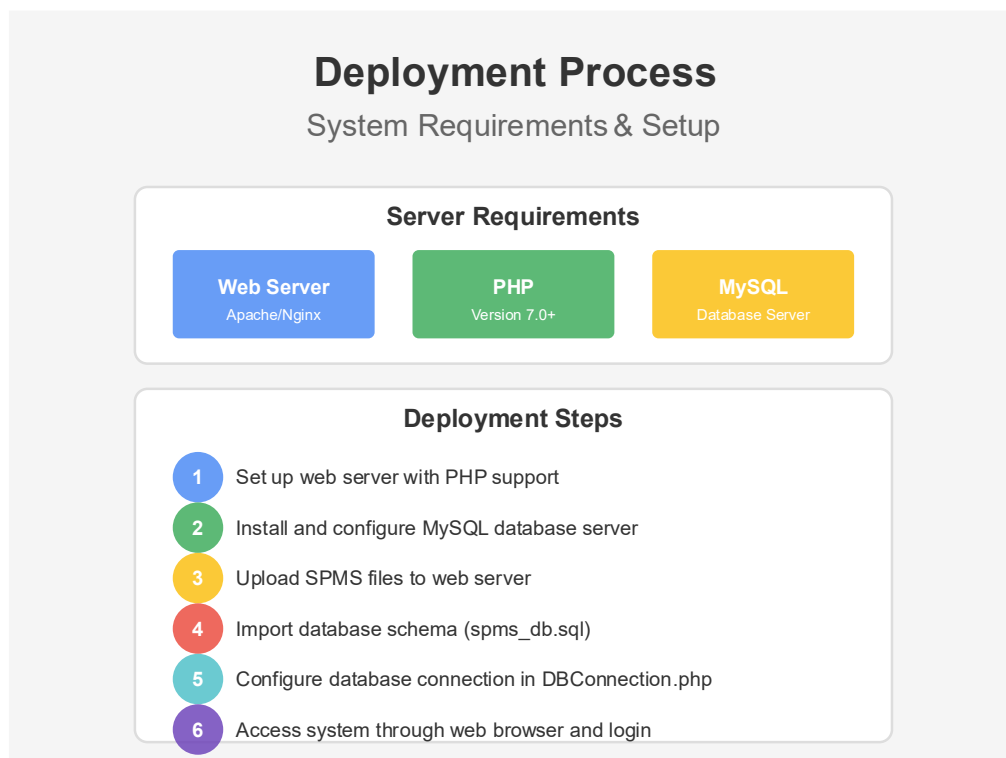 Deployment Process
System Requirements & Setup
Server Requirements
Web Server
Apache/Nginx
PHP
Version 7.0+
MySQL
Database Server
Deployment Steps
1 Set up web server with PHP support
2 Install and configure MySQL database server
3 Upload SPMS files to web server
4 Import database schema (spms_db.sql)
5 Configure database connection in DBConnection.php
6 Access system through web browser and login